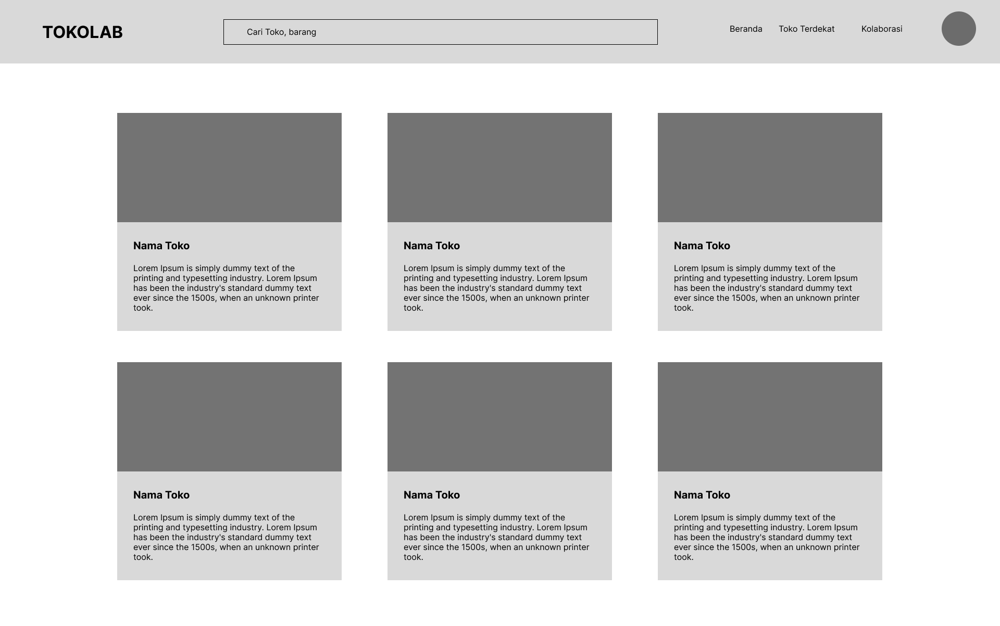 TOKOLAB
Cari Toko, barang
Beranda
Toko Terdekat
Kolaborasi
Nama Toko
Lorem Ipsum is simply dummy text of the
printing and typesetting industry. Lorem Ipsum
has been the industry's standard dummy text
ever since the 1500s, when an unknown printer
took.
Nama Toko
Lorem Ipsum is simply dummy text of the
printing and typesetting industry. Lorem Ipsum
has been the industry's standard dummy text
ever since the 1500s, when an unknown printer
took.
Nama Toko
Lorem Ipsum is simply dummy text of the
printing and typesetting industry. Lorem Ipsum
has been the industry's standard dummy text
ever since the 1500s, when an unknown printer
took.
Nama Toko
Lorem Ipsum is simply dummy text of the
printing and typesetting industry. Lorem Ipsum
has been the industry's standard dummy text
ever since the 1500s, when an unknown printer
took.
Nama Toko
Lorem Ipsum is simply dummy text of the
printing and typesetting industry. Lorem Ipsum
has been the industry's standard dummy text
ever since the 1500s, when an unknown printer
took.
Nama Toko
Lorem Ipsum is simply dummy text of the
printing and typesetting industry. Lorem Ipsum
has been the industry's standard dummy text
ever since the 1500s, when an unknown printer
took.